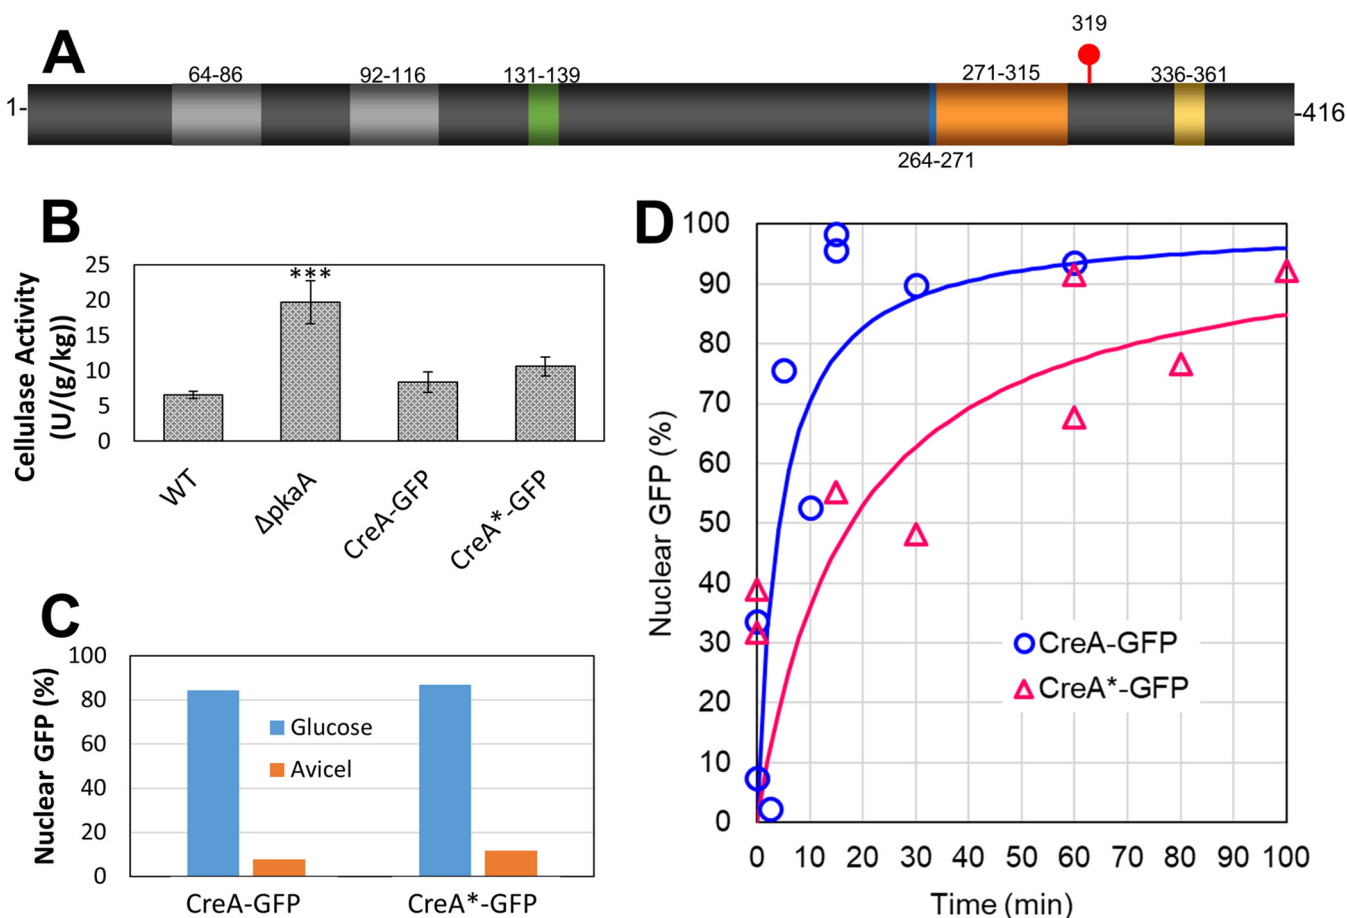 A
319
64-86
92-116
131-139
271-315
336-361
1-
-416
264-271
B
Cellulase Activity
(U/(g/kg))
25
20
15
10
5
0
***
WT
ΔpkaA
CreA-GFP
CreA*-GFP
C
Nuclear GFP (%)
100
80
60
40
20
0
Glucose
Avicel
CreA-GFP
CreA*-GFP
D
Nuclear GFP (%)
100
90
80
70
60
50
40
30
20
10
0
CreA-GFP
CreA*-GFP
0 10 20 30 40 50 60 70 80 90 100
Time (min)